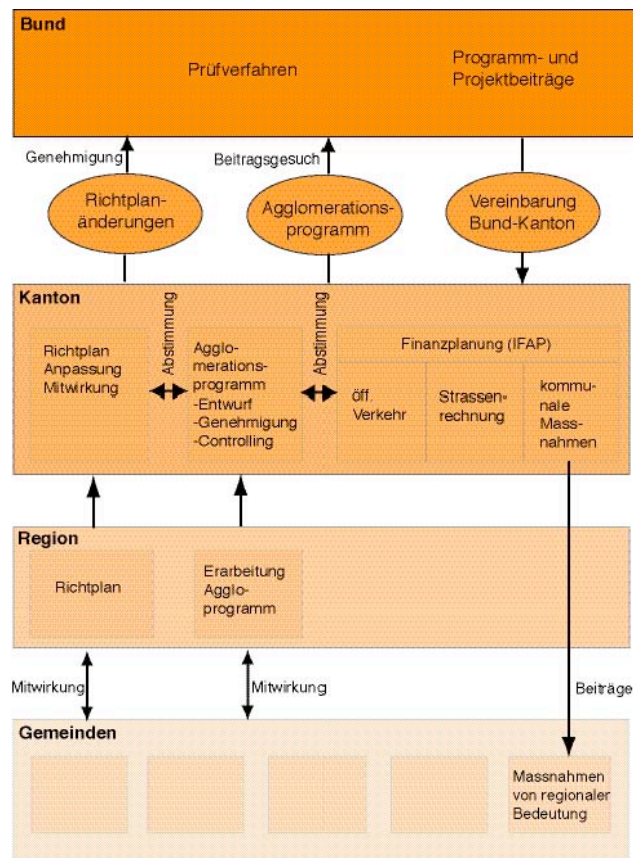 Bund
Prüfverfahren
Programm- und
Projektbeiträge
Genehmigung
Beitragsgesuch
Richtplan-
änderungen
Agglomerations-
programm
Vereinbarung
Bund-Kanton
Kanton
Richtplan
Anpassung
Mitwirkung
Abstimmung
Agglo-
merations-
programm
-Entwurf
-Genehmigung
-Controlling
Abstimmung
Finanzplanung (IFAP)
öff.
Verkehr
Strassen-
rechnung
kommu-
nale
Mass-
nahmen
Region
Richtplan
Erarbeitung
Agglo-
programm
Mitwirkung
Mitwirkung
Beiträge
Gemeinden
Massnahmen
von regionaler
Bedeutung